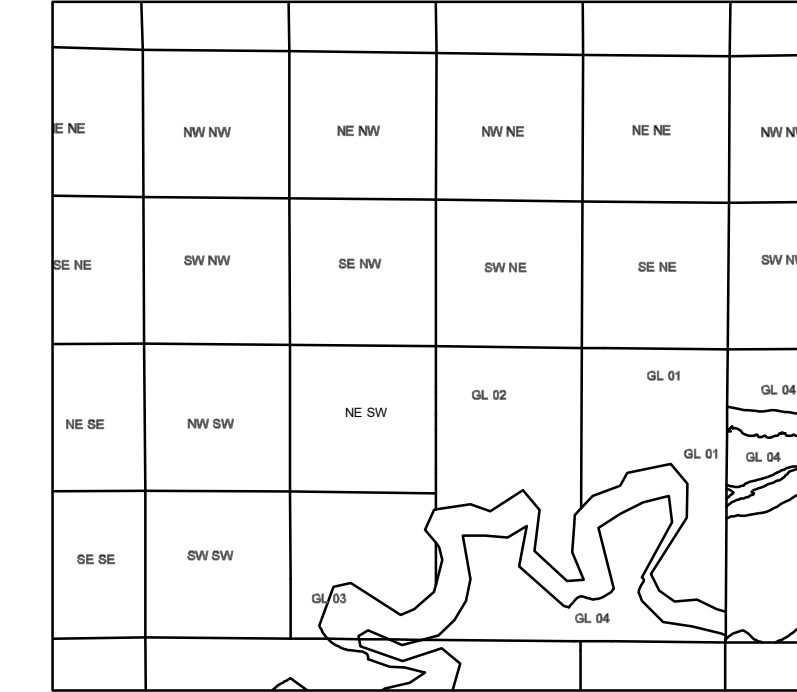 E NE
NW NW
NE NW
NW NE
NE NE
NW N
SE NE
SW NW
SE NW
SW NE
SE NE
SW N
GL 01
GL 02
GL 04
NE SE
NW SW
NE SW
GL 01
GL 04
SE SE
SW SW
GL 03
GL 04